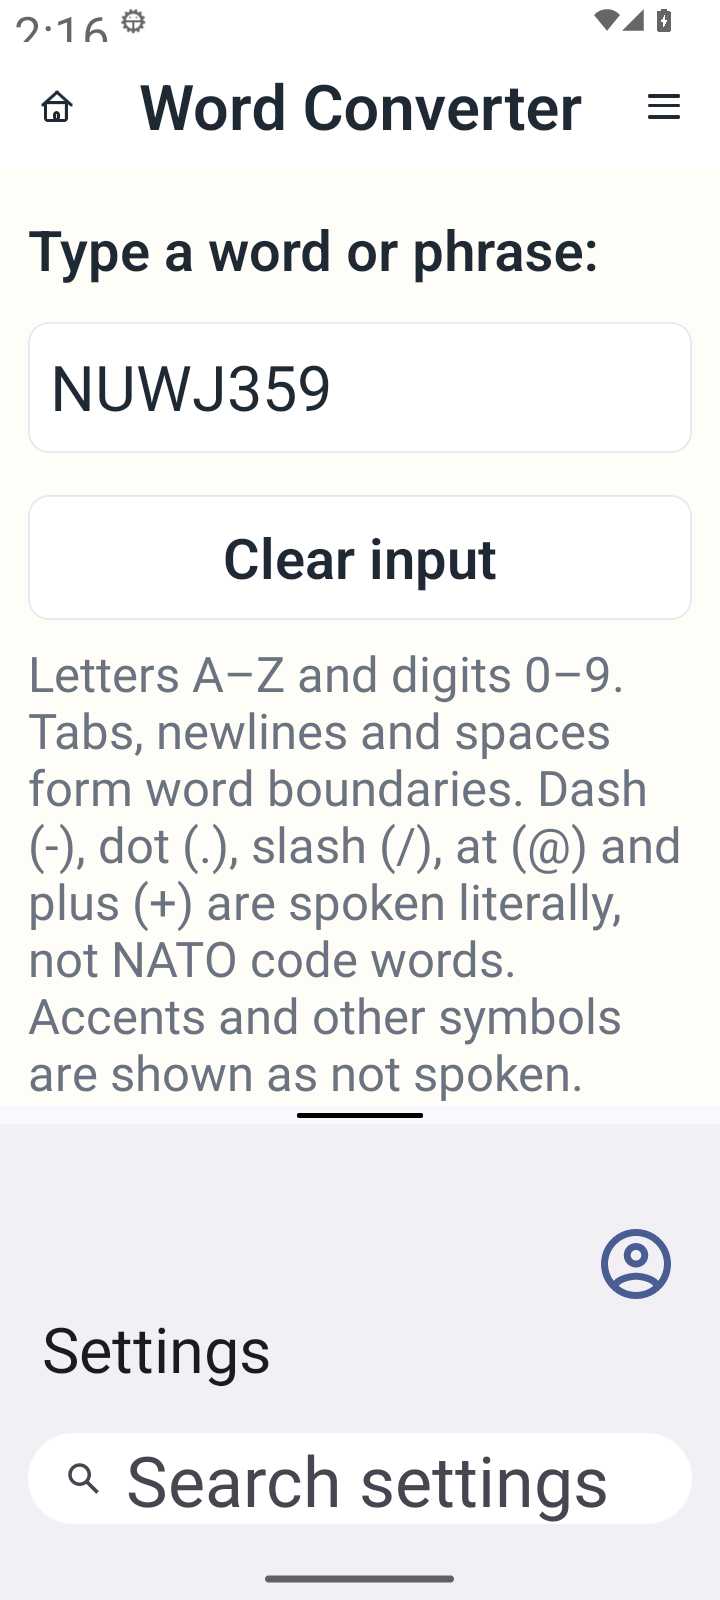 2:16
Word Converter
Type a word or phrase:
NUWJ359
Clear input
Letters A–Z and digits 0–9.
Tabs, newlines and spaces
form word boundaries. Dash
(-), dot (.), slash (/), at (@) and
plus (+) are spoken literally,
not NATO code words.
Accents and other symbols
are shown as not spoken.
Settings
Search settings